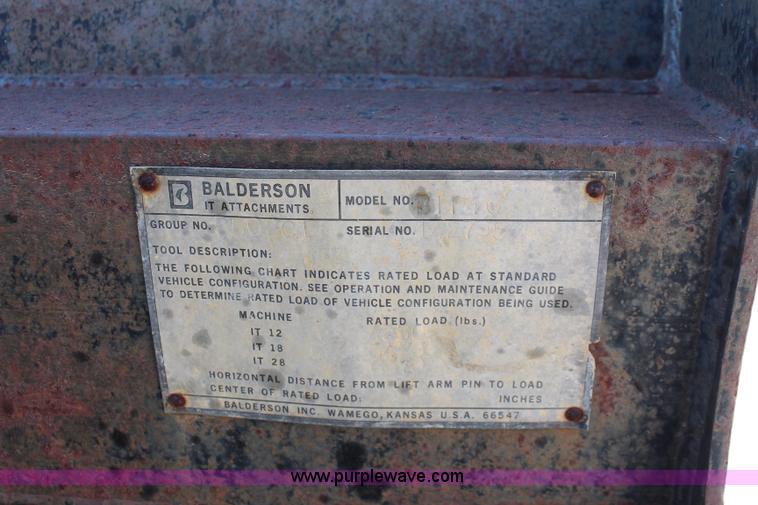 BALDERSON
IT ATTACHMENTS
MODEL NO.
GROUP NO.
SERIAL NO.
TOOL DESCRIPTION:
THE FOLLOWING CHART INDICATES RATED LOAD AT STANDARD
VEHICLE CONFIGURATION. SEE OPERATION AND MAINTENANCE GUIDE
TO DETERMINE RATED LOAD OF VEHICLE CONFIGURATION BEING USED.
MACHINE RATED LOAD (lbs.)
IT 12
IT 18
IT 28
HORIZONTAL DISTANCE FROM LIFT ARM PIN TO LOAD
CENTER OF RATED LOAD: INCHES
BALDERSON INC. WAMEGO, KANSAS U.S.A. 66547
www.purplewave.com